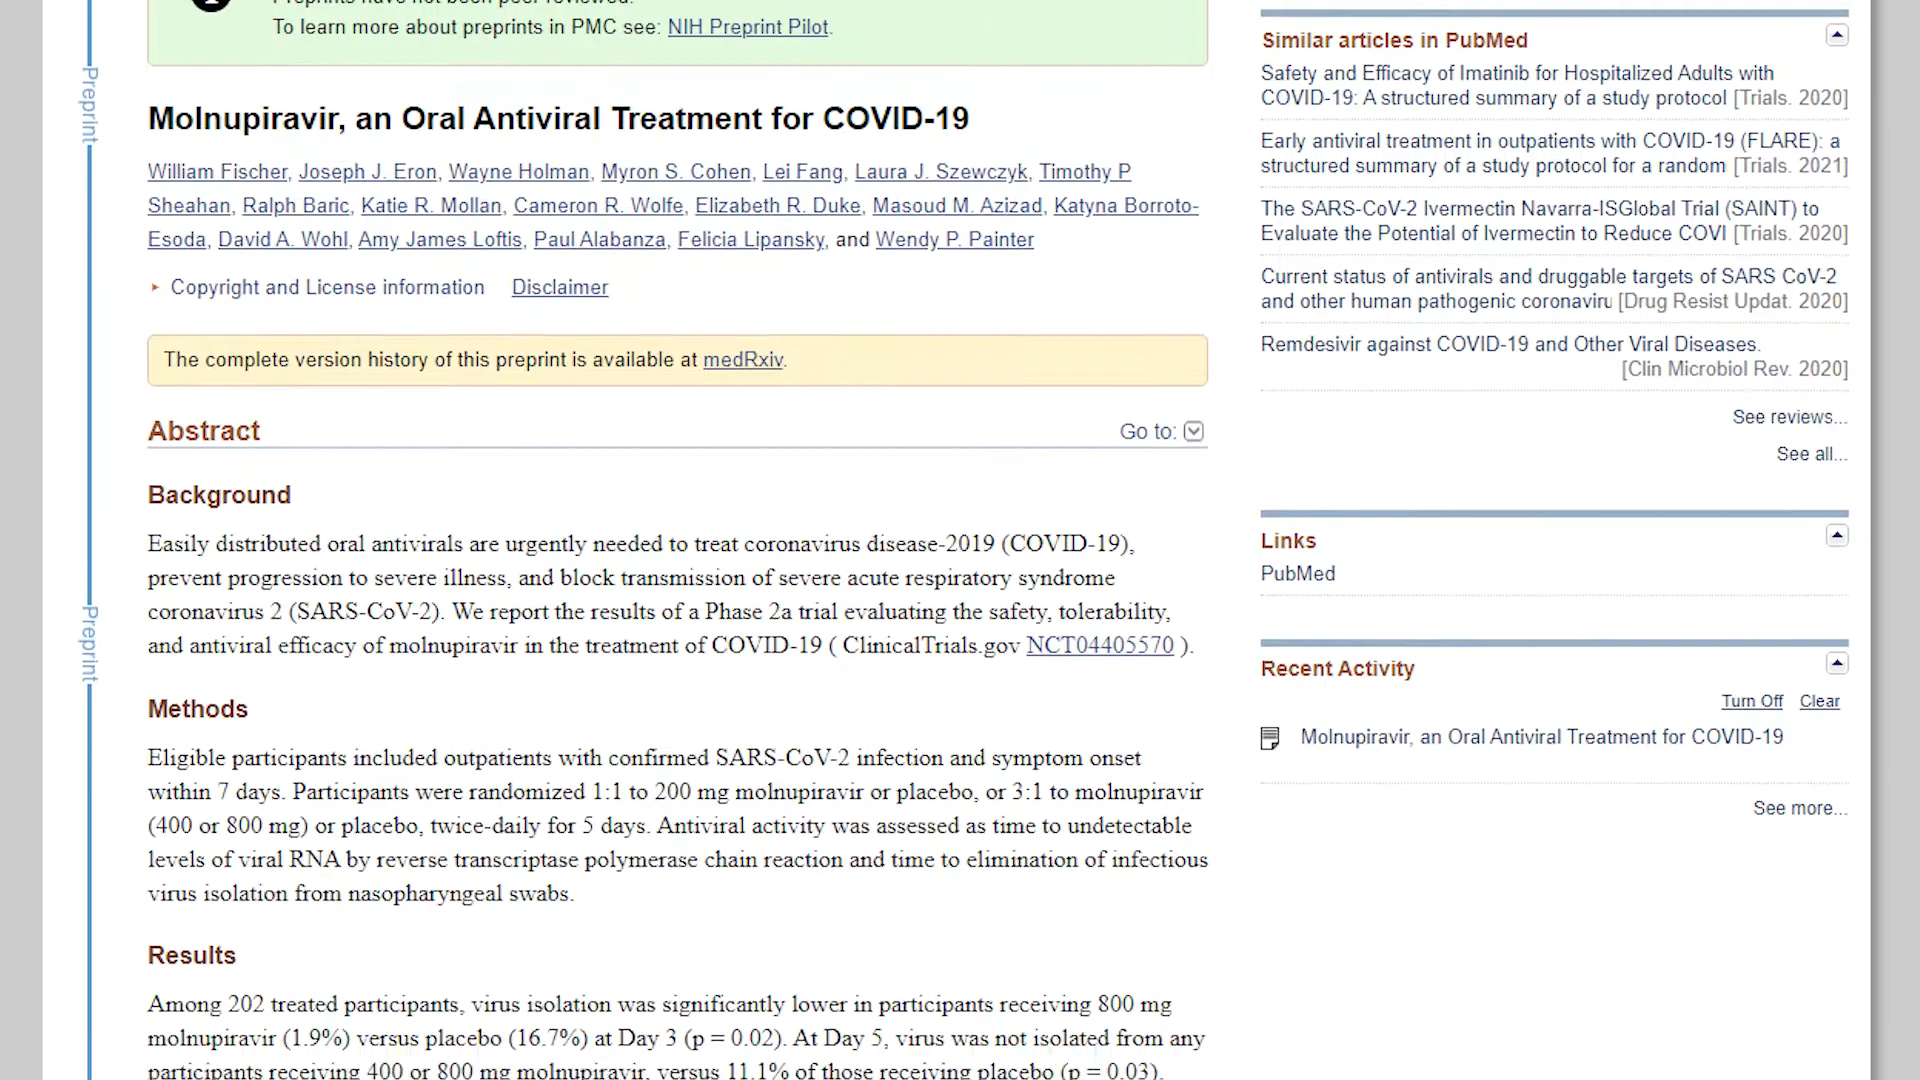 Preprints have not been peer reviewed.
To learn more about preprints in PMC see: NIH Preprint Pilot.
Preprint
Molnupiravir, an Oral Antiviral Treatment for COVID-19
William Fischer, Joseph J. Eron, Wayne Holman, Myron S. Cohen, Lei Fang, Laura J. Szewczyk, Timothy P
Sheahan, Ralph Baric, Katie R. Mollan, Cameron R. Wolfe, Elizabeth R. Duke, Masoud M. Azizad, Katyna Borroto-
Esoda, David A. Wohl, Amy James Loftis, Paul Alabanza, Felicia Lipansky, and Wendy P. Painter
Copyright and License information Disclaimer
The complete version history of this preprint is available at medRxiv.
Abstract
Go to:
Background
Easily distributed oral antivirals are urgently needed to treat coronavirus disease-2019 (COVID-19),
prevent progression to severe illness, and block transmission of severe acute respiratory syndrome
coronavirus 2 (SARS-CoV-2). We report the results of a Phase 2a trial evaluating the safety, tolerability,
and antiviral efficacy of molnupiravir in the treatment of COVID-19 ( ClinicalTrials.gov NCT04405570 ).
Preprint
Methods
Eligible participants included outpatients with confirmed SARS-CoV-2 infection and symptom onset
within 7 days. Participants were randomized 1:1 to 200 mg molnupiravir or placebo, or 3:1 to molnupiravir
(400 or 800 mg) or placebo, twice-daily for 5 days. Antiviral activity was assessed as time to undetectable
levels of viral RNA by reverse transcriptase polymerase chain reaction and time to elimination of infectious
virus isolation from nasopharyngeal swabs.
Results
Among 202 treated participants, virus isolation was significantly lower in participants receiving 800 mg
molnupiravir (1.9%) versus placebo (16.7%) at Day 3 (p = 0.02). At Day 5, virus was not isolated from any
participants receiving 400 or 800 mg molnupiravir, versus 11.1% of those receiving placebo (p = 0.03).
Similar articles in PubMed
Safety and Efficacy of Imatinib for Hospitalized Adults with
COVID-19: A structured summary of a study protocol [Trials. 2020]
Early antiviral treatment in outpatients with COVID-19 (FLARE): a
structured summary of a study protocol for a random [Trials. 2021]
The SARS-CoV-2 Ivermectin Navarra-ISGlobal Trial (SAINT) to
Evaluate the Potential of Ivermectin to Reduce COVI [Trials. 2020]
Current status of antivirals and druggable targets of SARS CoV-2
and other human pathogenic coronaviru [Drug Resist Updat. 2020]
Remdesivir against COVID-19 and Other Viral Diseases.
[Clin Microbiol Rev. 2020]
See reviews...
See all...
Links
PubMed
Recent Activity
Turn Off Clear
Molnupiravir, an Oral Antiviral Treatment for COVID-19
See more...